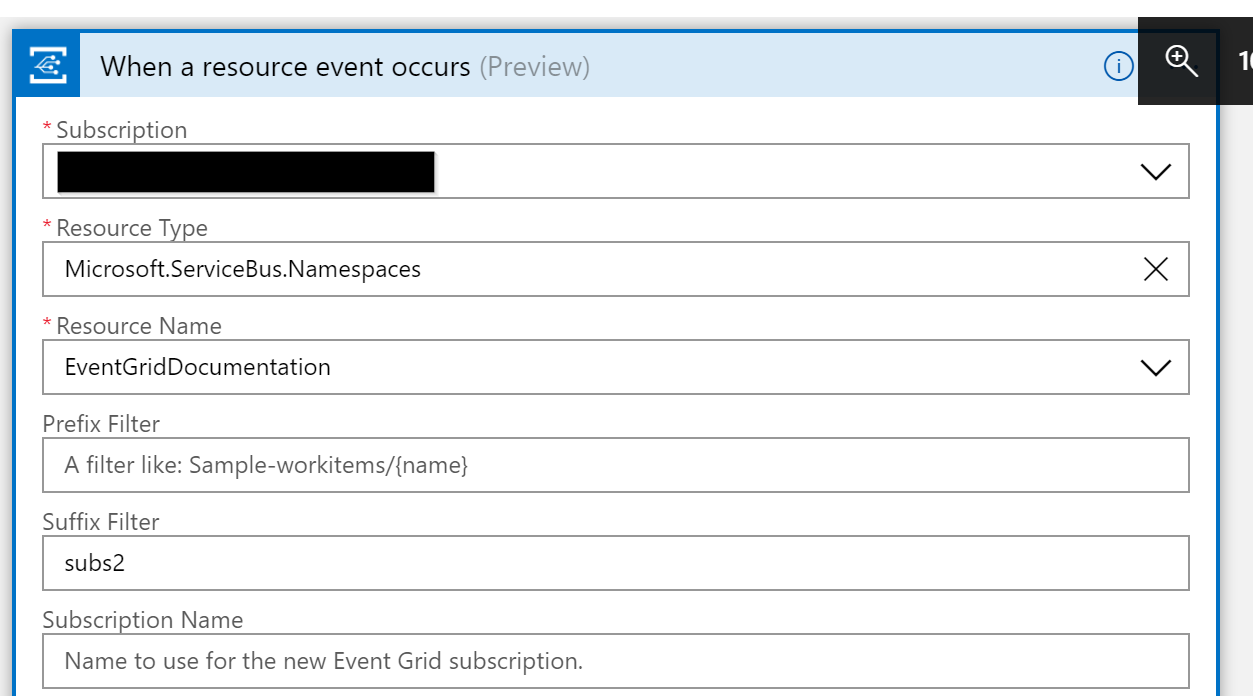 When a resource event occurs (Preview)
* Subscription
* Resource Type
Microsoft.ServiceBus.Namespaces
* Resource Name
EventGridDocumentation
Prefix Filter
A filter like: Sample-workitems/{name}
Suffix Filter
subs2
Subscription Name
Name to use for the new Event Grid subscription.